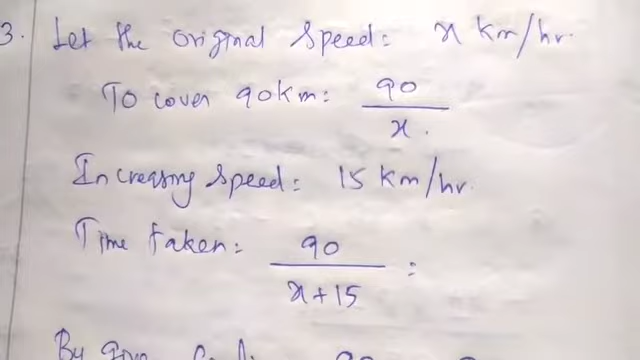 3. Let the original speed: x km/hr.
To cover 90km: 90/x.
Increasing speed: 15 km/hr.
Time taken: 90/x+15 :
By